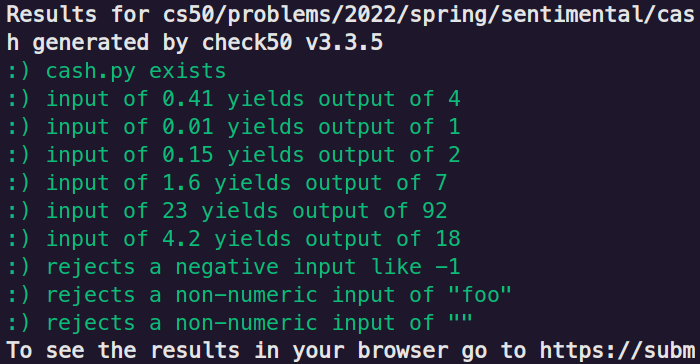 Results for cs50/problems/2022/spring/sentimental/cas
h generated by check50 v3.3.5
:) cash.py exists
:) input of 0.41 yields output of 4
:) input of 0.01 yields output of 1
:) input of 0.15 yields output of 2
:) input of 1.6 yields output of 7
:) input of 23 yields output of 92
:) input of 4.2 yields output of 18
:) rejects a negative input like -1
:) rejects a non-numeric input of "foo"
:) rejects a non-numeric input of ""
To see the results in your browser go to https://subm